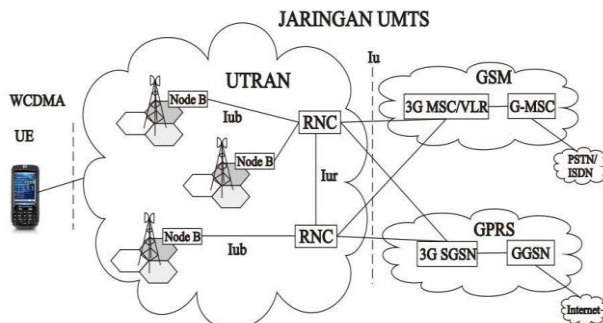 JARINGAN UMTS
UTRAN
Iu
GSM
WCDMA
UE
Node B
Iub
RNC
3G MSC/VLR
G-MSC
Node B
Iur
PSTN/
ISDN
Node B
Iub
RNC
GPRS
3G SGSN
GGSN
Internet